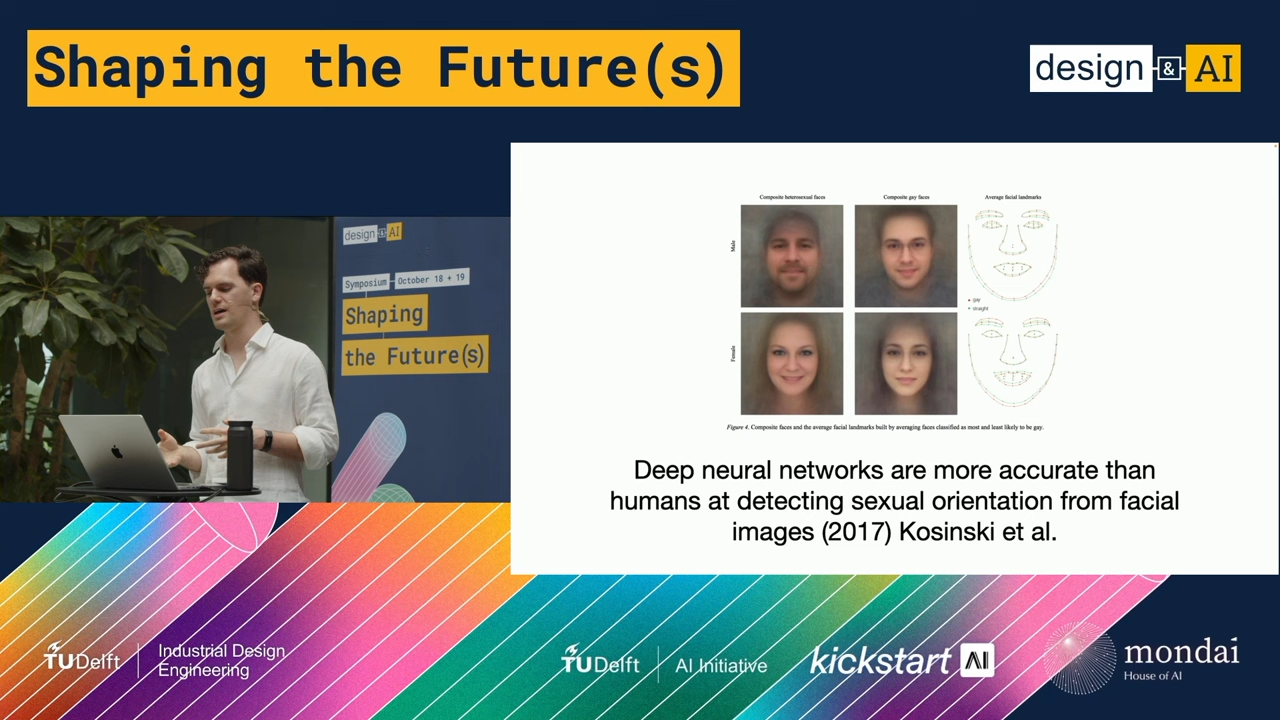 Shaping the Future(s)
design & AI
design & AI
Symposium October 18 + 19
Shaping
the Future(s)
Composite heterosexual faces
Composite gay faces
Average facial landmarks
Male
Female
gay
straight
Figure 4. Composite faces and the average facial landmarks built by averaging faces classified as most and least likely to be gay.
Deep neural networks are more accurate than
humans at detecting sexual orientation from facial
images (2017) Kosinski et al.
TUDelft
Industrial Design
Engineering
TUDelft
AI Initiative
kickstart AI
mondai
House of AI